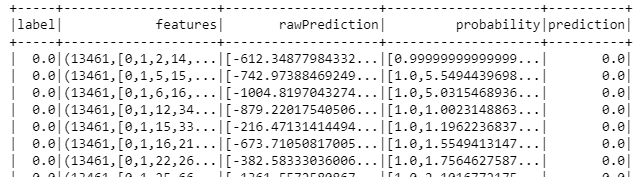 +-----+--------------------+--------------------+--------------------+----------+
|label|            features|       rawPrediction|         probability|prediction|
+-----+--------------------+--------------------+--------------------+----------+
|  0.0|(13461,[0,1,2,14,...|[-612.34877984332...|[0.99999999999999...|       0.0|
|  0.0|(13461,[0,1,5,15,...|[-742.97388469249...|[1.0,5.5494439698...|       0.0|
|  0.0|(13461,[0,1,6,16,...|[-1004.8197043274...|[1.0,5.0315468936...|       0.0|
|  0.0|(13461,[0,1,12,34...|[-879.22017540506...|[1.0,1.0023148863...|       0.0|
|  0.0|(13461,[0,1,15,33...|[-216.47131414494...|[1.0,1.1962236837...|       0.0|
|  0.0|(13461,[0,1,16,21...|[-673.71050817005...|[1.0,1.5549413147...|       0.0|
|  0.0|(13461,[0,1,22,26...|[-382.58333036006...|[1.0,1.7564627587...|       0.0|